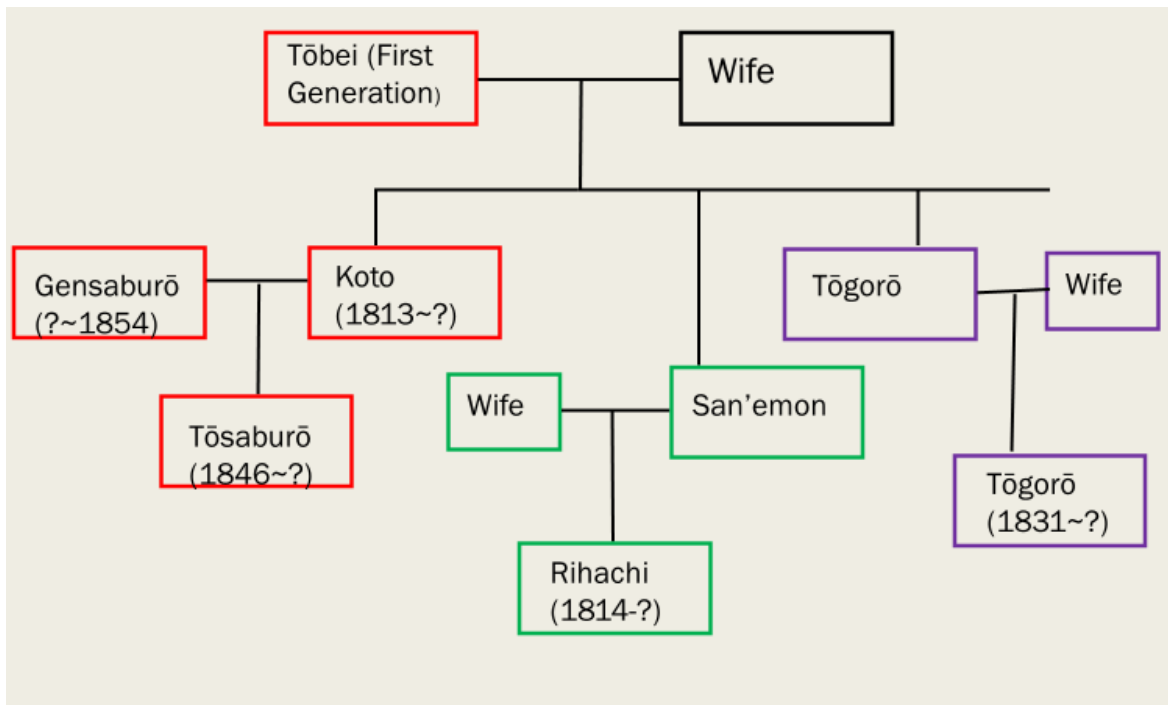 Tōbei (First
Generation)
Wife
Gensaburō
(?~1854)
Koto
(1813~?)
Tōgorō
Wife
Tōsaburō
(1846~?)
Wife
San’emon
Tōgorō
(1831~?)
Rihachi
(1814-?)